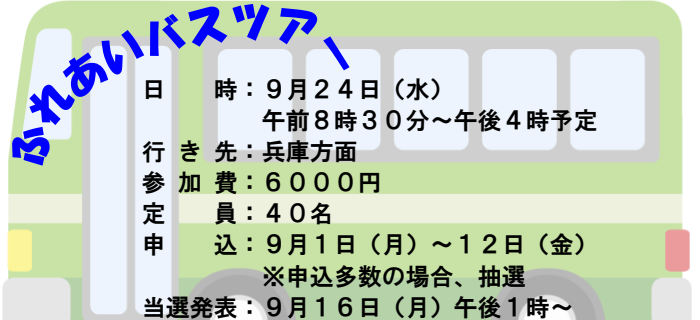 ふれあいバスツアー
日　　時：９月２４日（水）
午前８時３０分～午後４時予定
行 き 先：兵庫方面
参 加 費：６０００円
定　　員：４０名
申　　込：９月１日（月）～１２日（金）
※申込多数の場合、抽選
当選発表：９月１６日（月）午後１時～